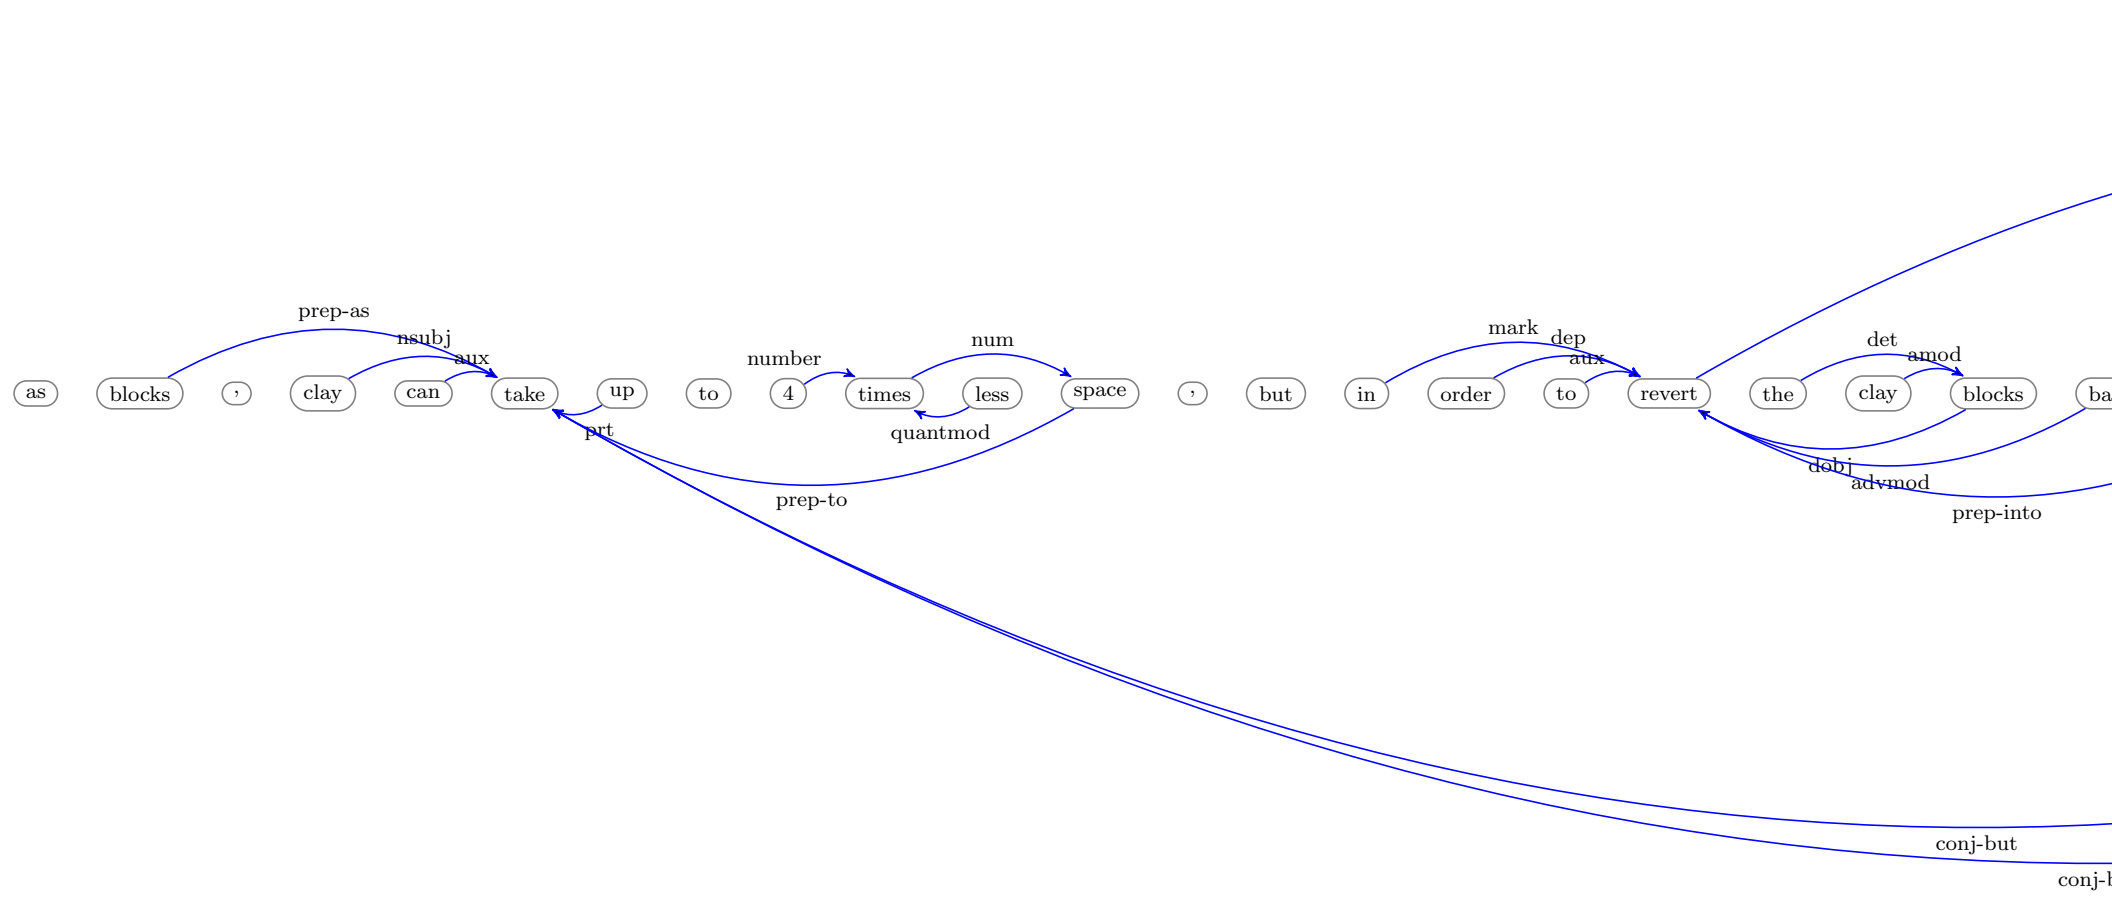 prep-as
mark
dep
nsubj
num
det
number
aux
aux
amod
as blocks , clay can take up to 4 times less space , but in order to revert the clay blocks ba
prt
quantmod
dobj
advmod
prep-to
prep-into
conj-but
conj-b